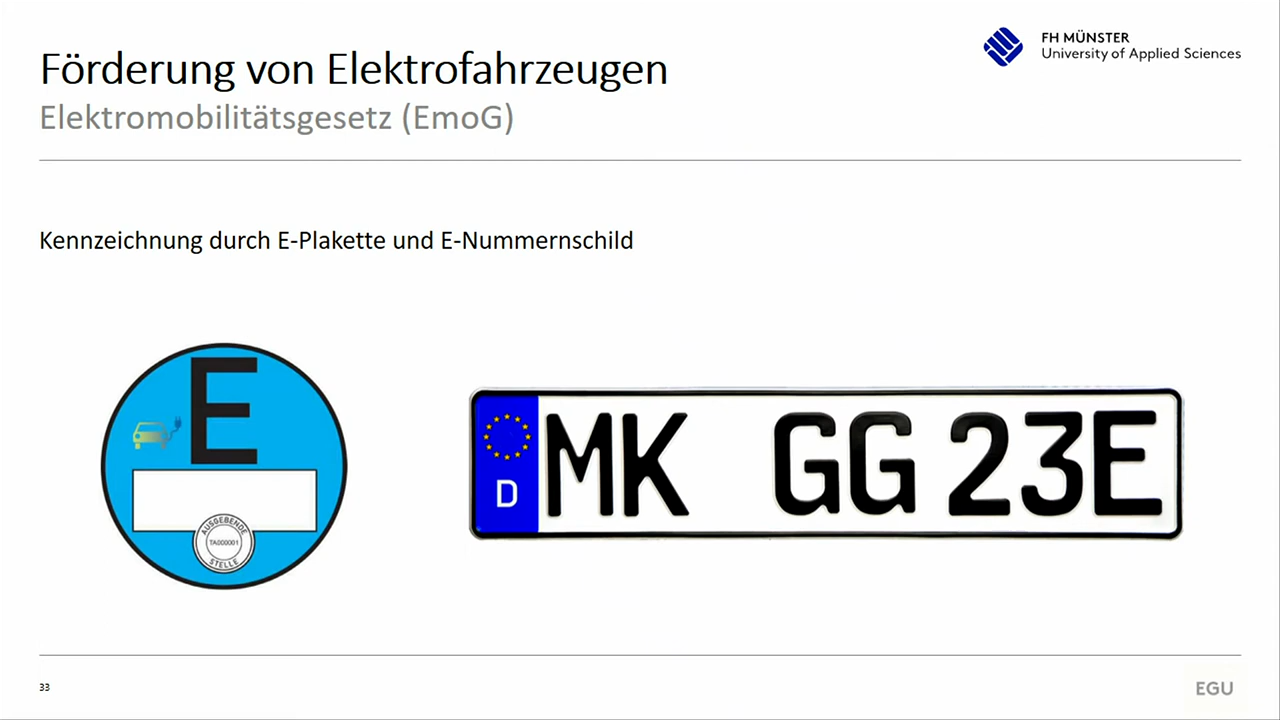 Förderung von Elektrofahrzeugen
Elektromobilitätsgesetz (EmoG)
FH MÜNSTER
University of Applied Sciences
Kennzeichnung durch E-Plakette und E-Nummernschild
E
AUSGEBENDE
TA000001
STELLE
D
MK GG 23E
33
EGU